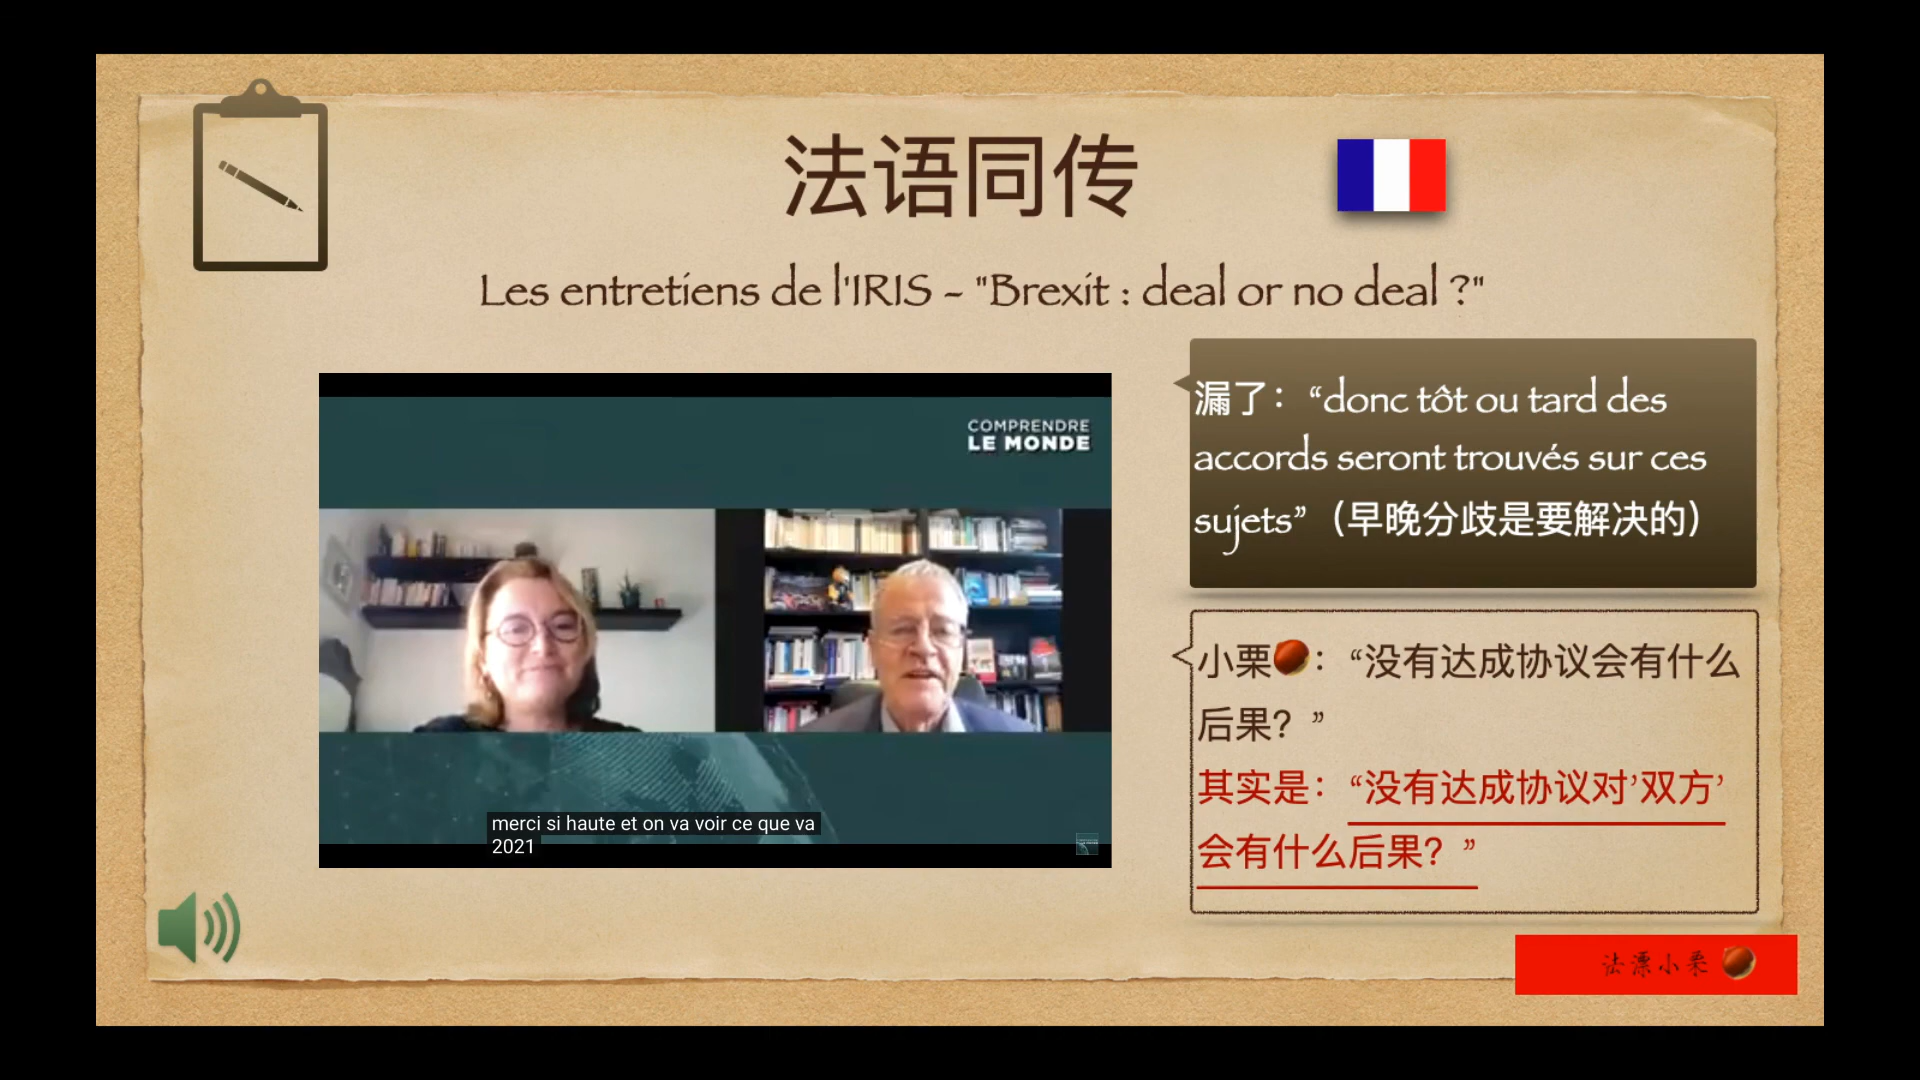 法语同传
Les entretiens de l'IRIS - "Brexit : deal or no deal ?"
COMPRENDRE
LE MONDE
merci si haute et on va voir ce que va
2021
漏了：“donc tôt ou tard des
accords seront trouvés sur ces
sujets”（早晚分歧是要解决的）
小栗🌰：“没有达成协议会有什么
后果？”
其实是：“没有达成协议对’双方’
会有什么后果？”
法漂小栗